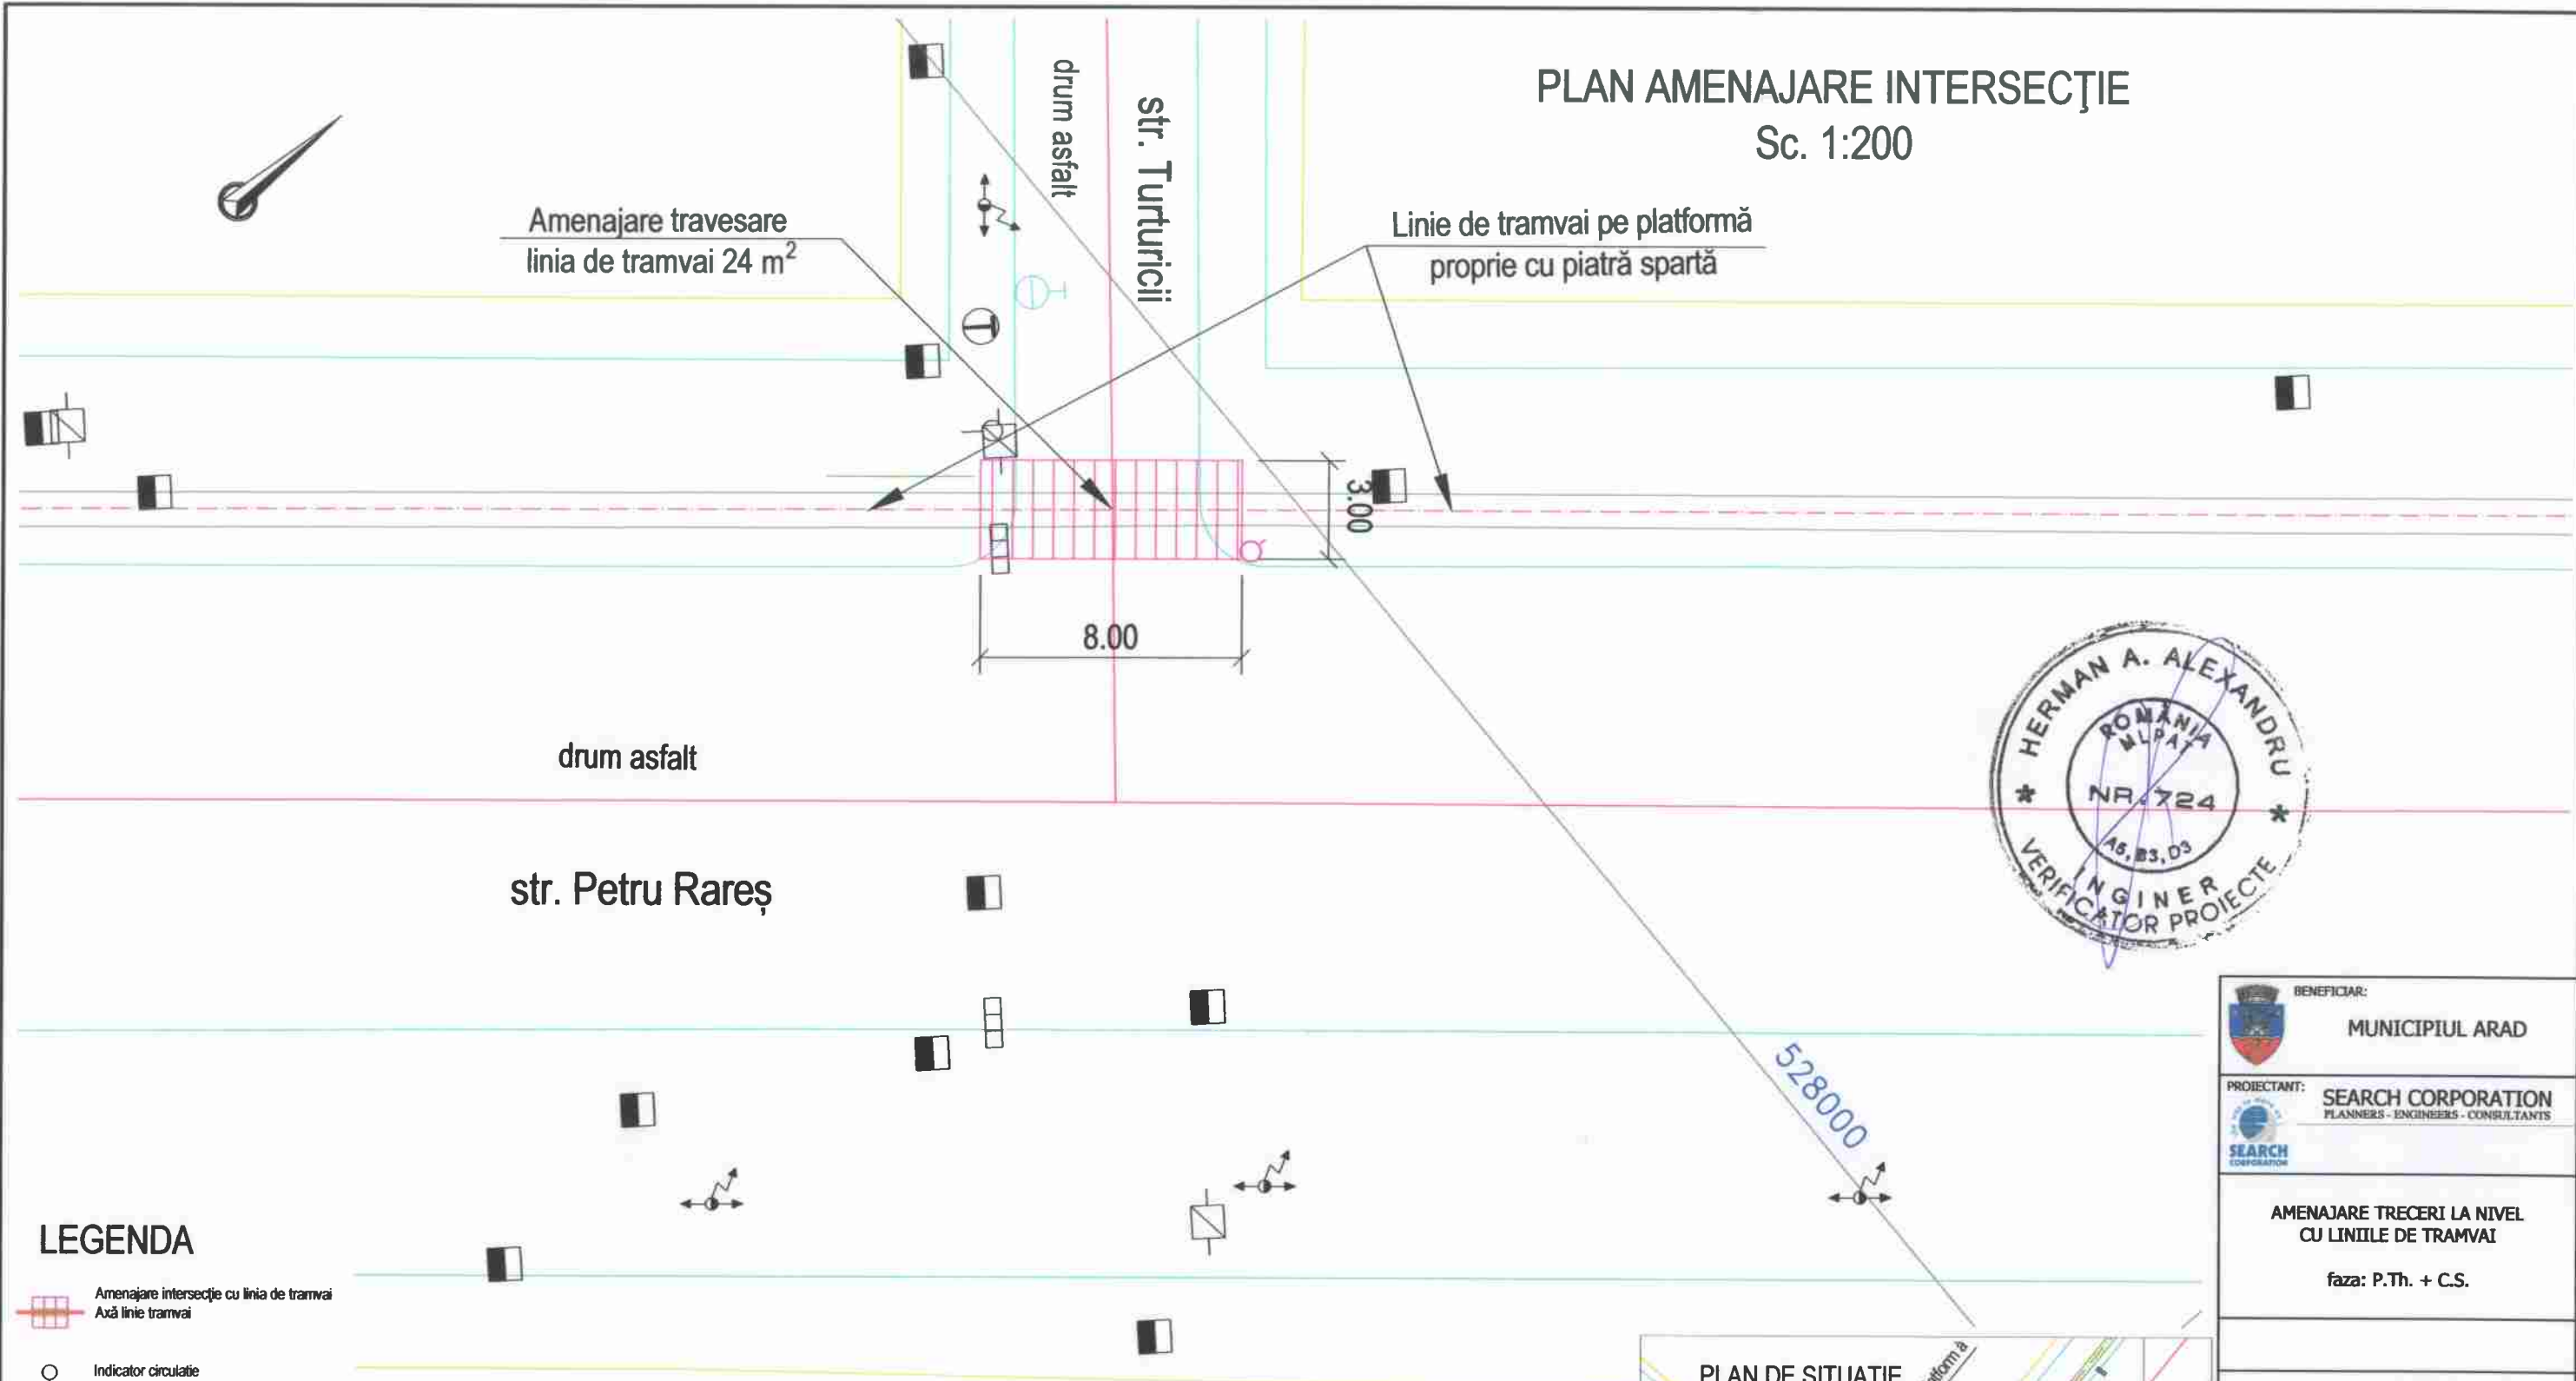 PLAN AMENAJARE INTERSECŢIE
Sc. 1:200
drum asfalt
str. Turturicii
Amenajare travesare
linia de tramvai 24 m²
Linie de tramvai pe platformă
proprie cu piatră spartă
3.00
8.00
drum asfalt
str. Petru Rareș
HERMAN A. ALEXANDRU
ROMÂNIA
MLPAT
NR. 724
A5, B3, D3
INGINER
VERIFICATOR PROIECTE
528000
BENEFICIAR:
MUNICIPIUL ARAD
PROIECTANT:
SEARCH CORPORATION
PLANNERS - ENGINEERS - CONSULTANTS
SEARCH
CORPORATION
AMENAJARE TRECERI LA NIVEL
CU LINIILE DE TRAMVAI
faza: P.Th. + C.S.
LEGENDA
Amenajare intersecţie cu linia de tramvai
Axă linie tramvai
Indicator circulatie
PLAN DE SITUATIE